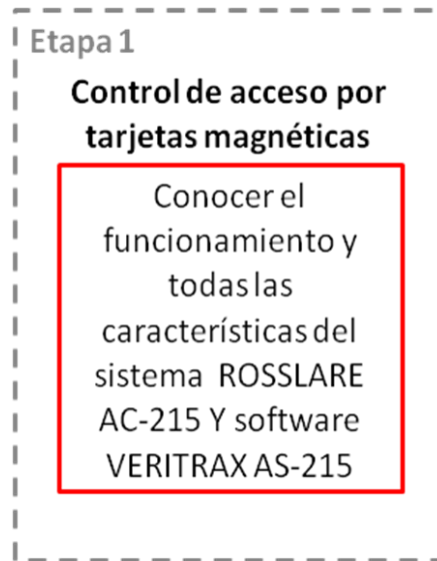 Etapa 1
Control de acceso por
tarjetas magnéticas
Conocer el
funcionamiento y
todas las
características del
sistema ROSSLARE
AC-215 Y software
VERITRAX AS-215